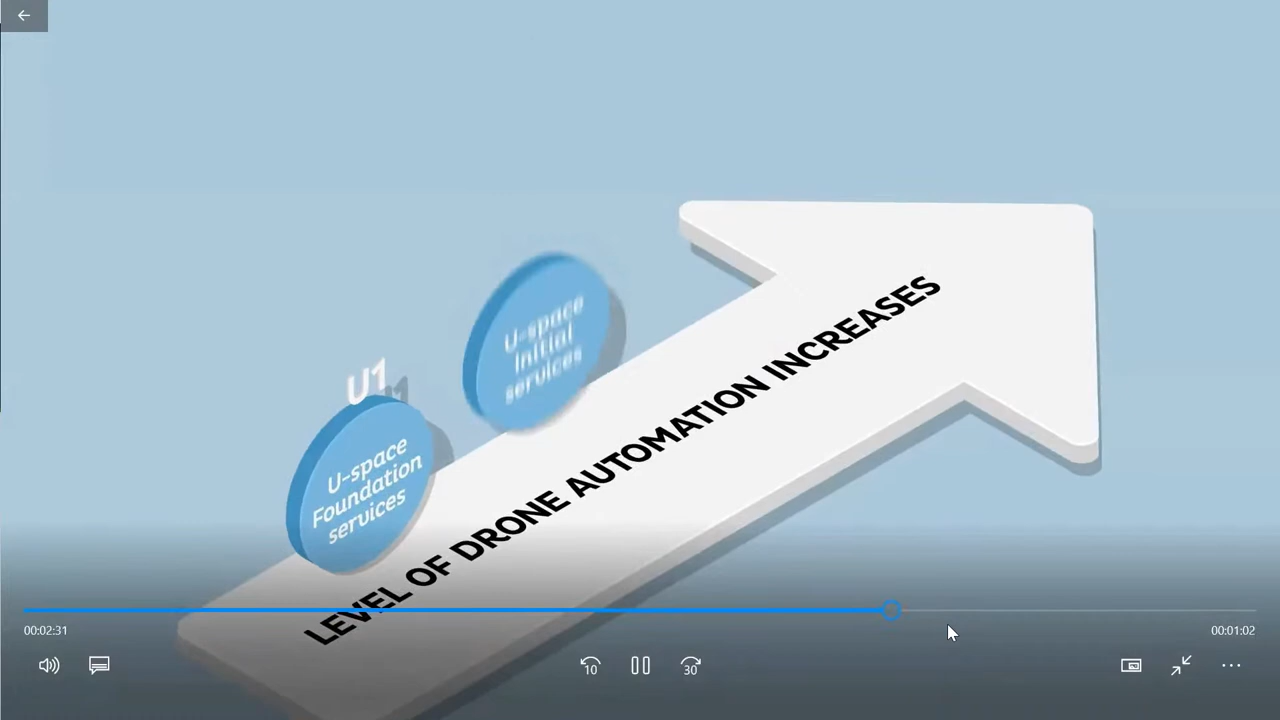 U1
U-space
Initial
services
U-space
Foundation
services
LEVEL OF DRONE AUTOMATION INCREASES
00:02:31
00:01:02
10
30